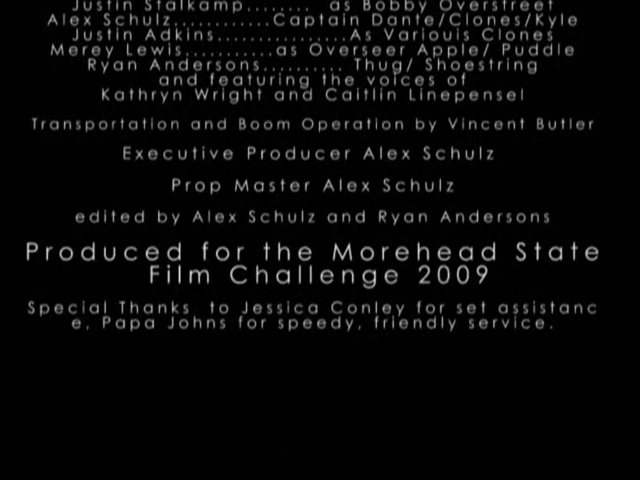 Justin Stalkamp........ as Bobby Overstreet
Alex Schulz............Captain Dante/Clones/Kyle
Justin Adkins................As Variouis Clones
Merey Lewis...........as Overseer Apple/ Puddle
Ryan Andersons.......... Thug/ Shoestring
and featuring the voices of
Kathryn Wright and Caitlin Linepensel
Transportation and Boom Operation by Vincent Butler
Executive Producer Alex Schulz
Prop Master Alex Schulz
edited by Alex Schulz and Ryan Andersons
Produced for the Morehead State
Film Challenge 2009
Special Thanks  to Jessica Conley for set assistanc
e, Papa Johns for speedy, friendly service.